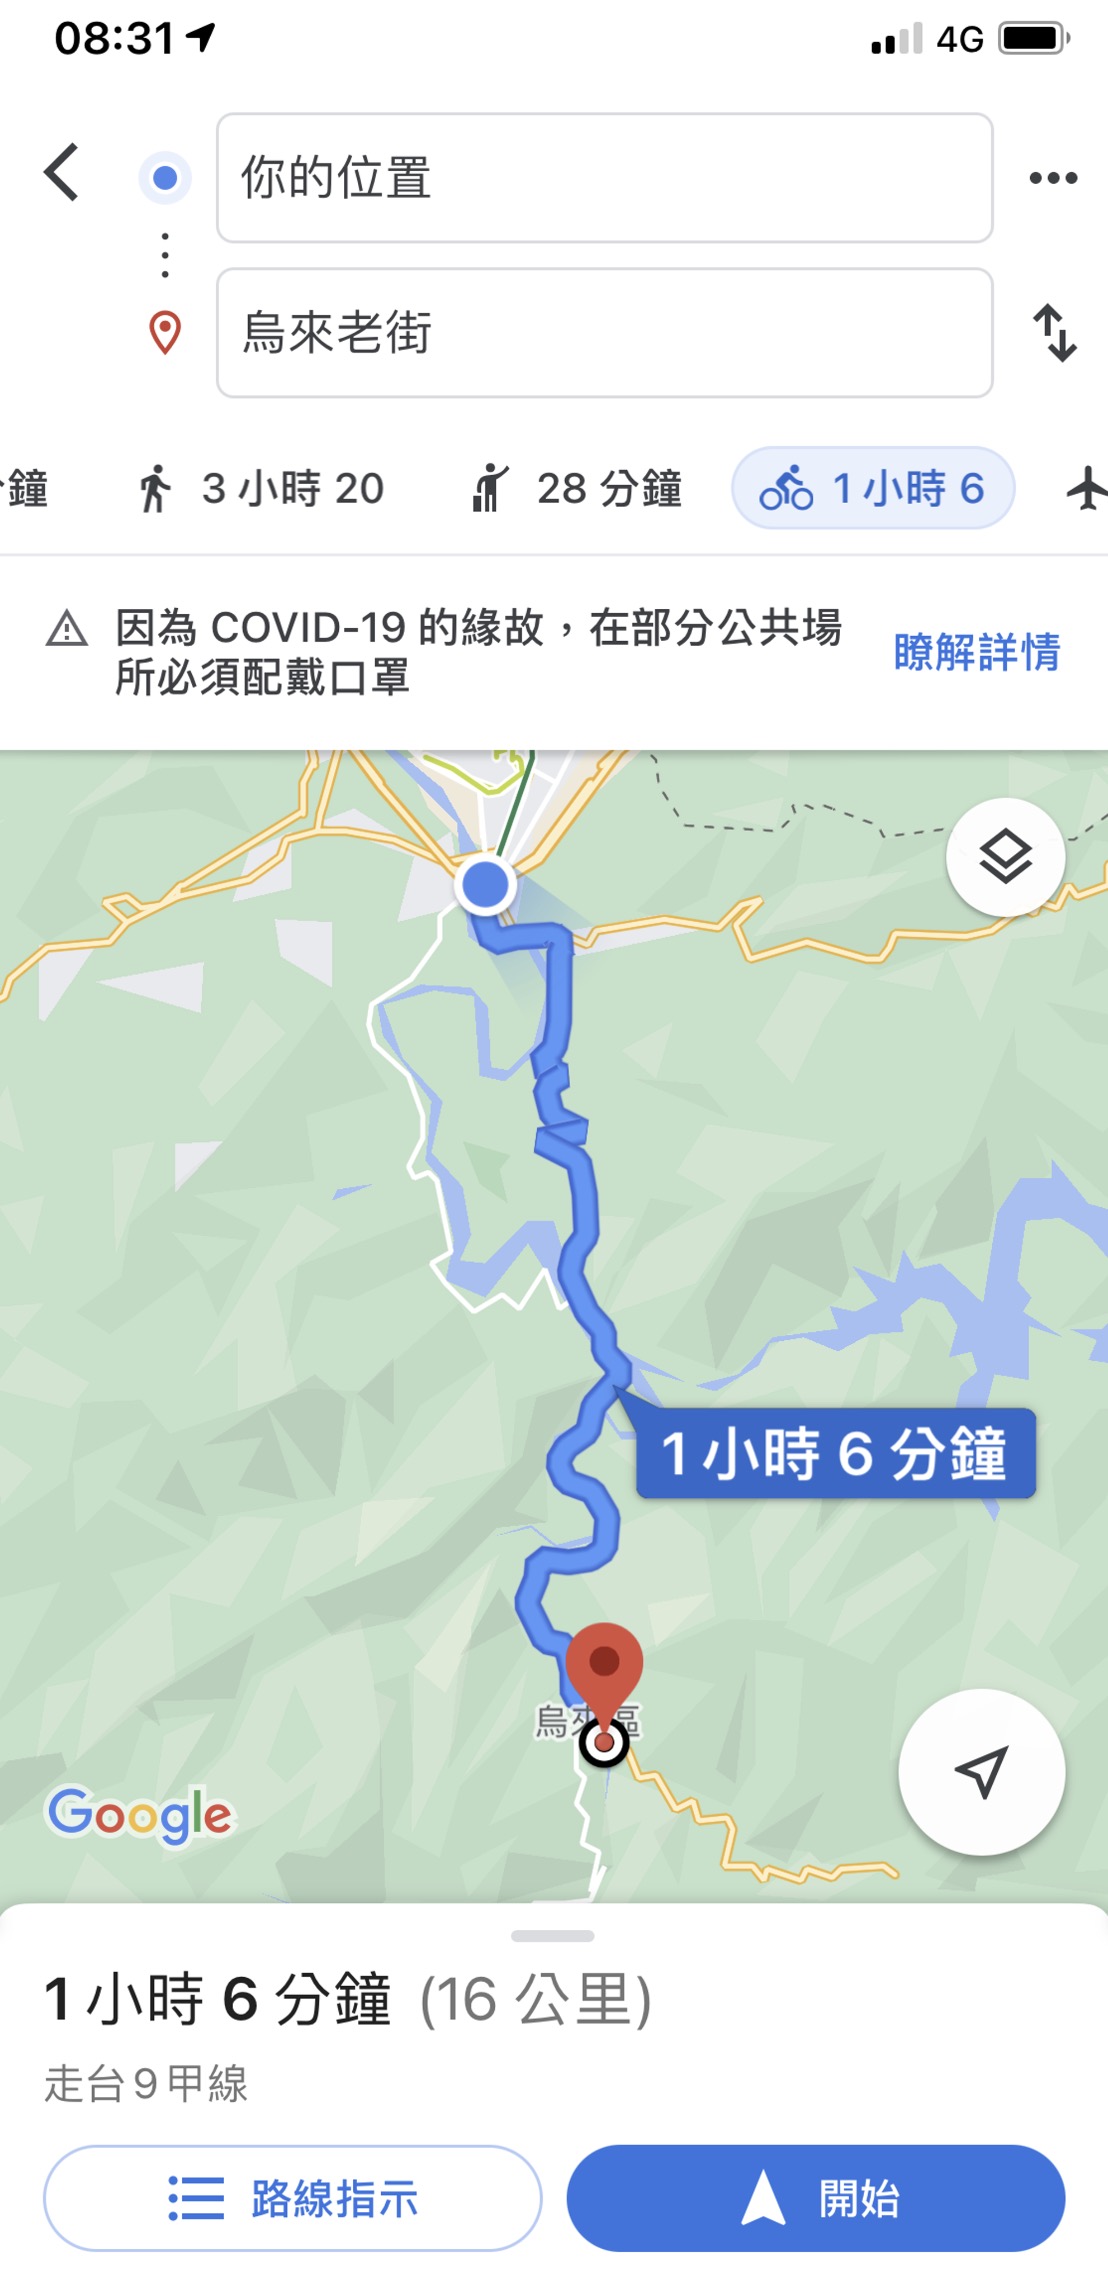 08:31
4G
你的位置
烏來老街
鐘
3 小時 20
28 分鐘
1 小時 6
因為 COVID-19 的緣故，在部分公共場
所必須配戴口罩
瞭解詳情
1 小時 6 分鐘
烏來區
Google
1 小時 6 分鐘 (16 公里)
走台 9 甲線
路線指示
開始